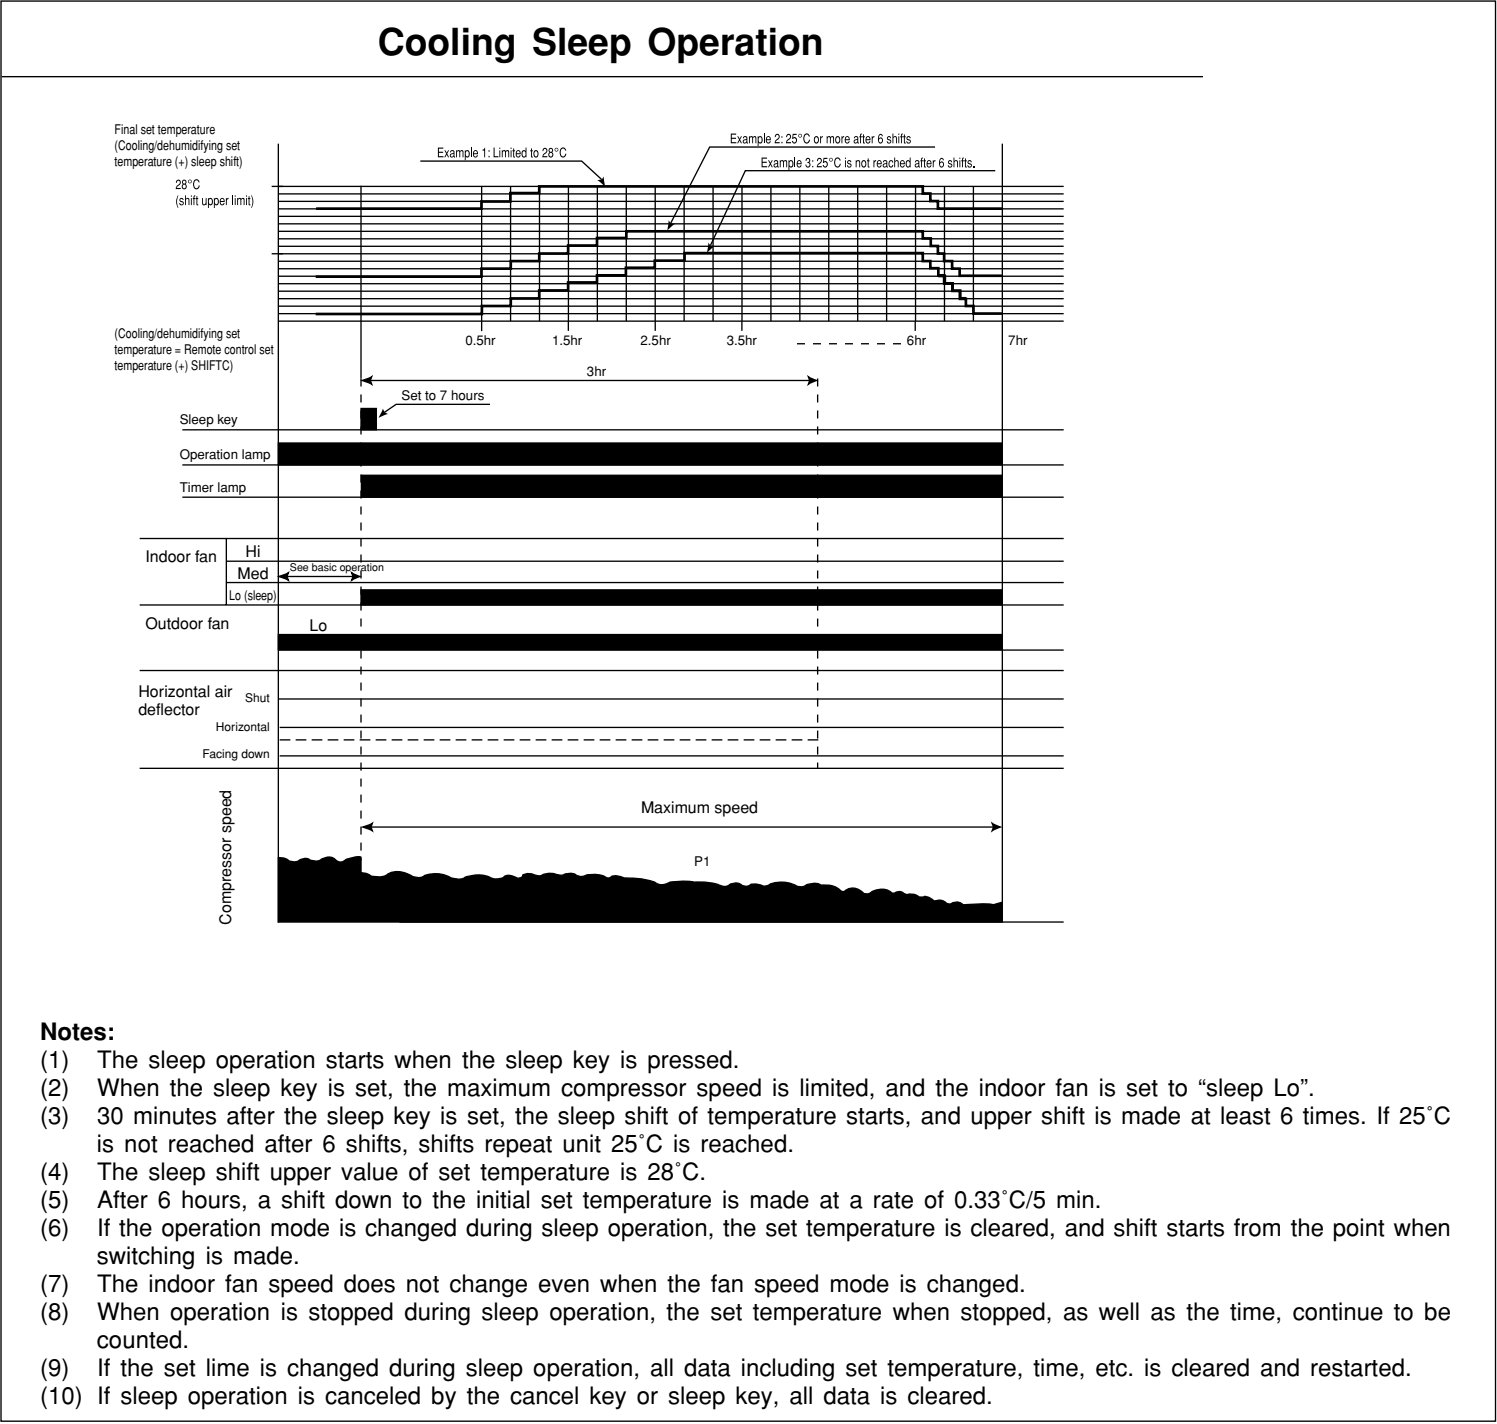 Cooling Sleep Operation
Final set temperature
(Cooling/dehumidifying set
temperature (+) sleep shift)
28°C
(shift upper limit)
Example 1: Limited to 28°C
Example 2: 25°C or more after 6 shifts
Example 3: 25°C is not reached after 6 shifts.
(Cooling/dehumidifying set
temperature = Remote control set
temperature (+) SHIFTC)
0.5hr 1.5hr 2.5hr 3.5hr 6hr 7hr
3hr
Set to 7 hours
Sleep key
Operation lamp
Timer lamp
Indoor fan
Hi
See basic operation
Med
Lo (sleep)
Outdoor fan
Lo
Horizontal air
deflector
Shut
Horizontal
Facing down
Compressor speed
Maximum speed
P1
Notes:
(1) The sleep operation starts when the sleep key is pressed.
(2) When the sleep key is set, the maximum compressor speed is limited, and the indoor fan is set to “sleep Lo”.
(3) 30 minutes after the sleep key is set, the sleep shift of temperature starts, and upper shift is made at least 6 times. If 25˚C
is not reached after 6 shifts, shifts repeat unit 25˚C is reached.
(4) The sleep shift upper value of set temperature is 28˚C.
(5) After 6 hours, a shift down to the initial set temperature is made at a rate of 0.33˚C/5 min.
(6) If the operation mode is changed during sleep operation, the set temperature is cleared, and shift starts from the point when
switching is made.
(7) The indoor fan speed does not change even when the fan speed mode is changed.
(8) When operation is stopped during sleep operation, the set temperature when stopped, as well as the time, continue to be
counted.
(9) If the set lime is changed during sleep operation, all data including set temperature, time, etc. is cleared and restarted.
(10) If sleep operation is canceled by the cancel key or sleep key, all data is cleared.